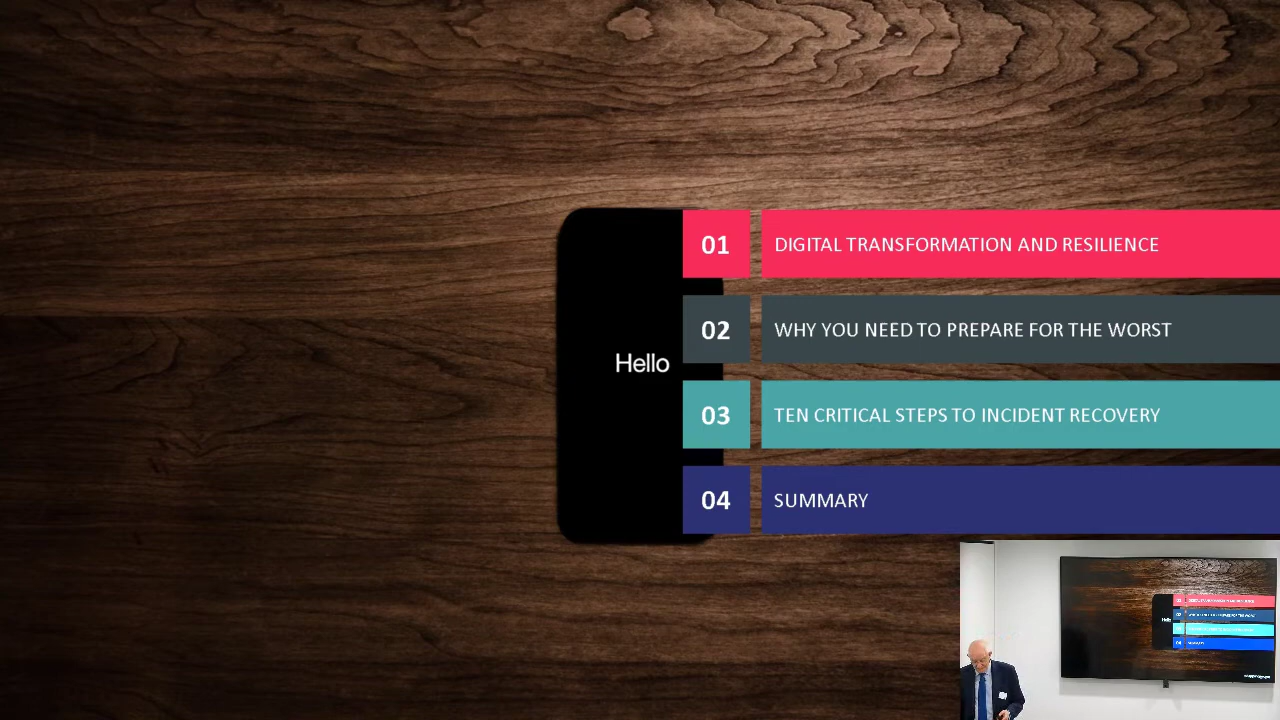 Hello
01 DIGITAL TRANSFORMATION AND RESILIENCE
02 WHY YOU NEED TO PREPARE FOR THE WORST
03 TEN CRITICAL STEPS TO INCIDENT RECOVERY
04 SUMMARY